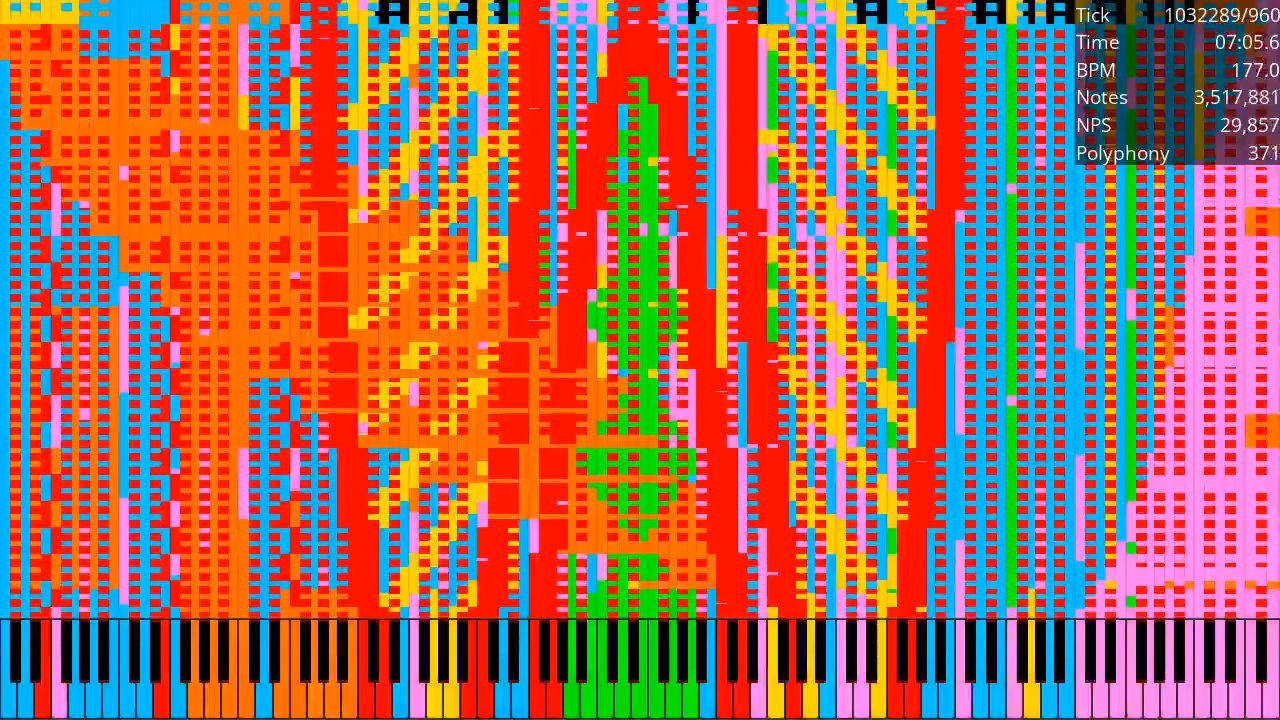 Tick 1032289/960
Time 07:05.6
BPM 177.0
Notes 3,517,881
NPS 29,857
Polyphony 371